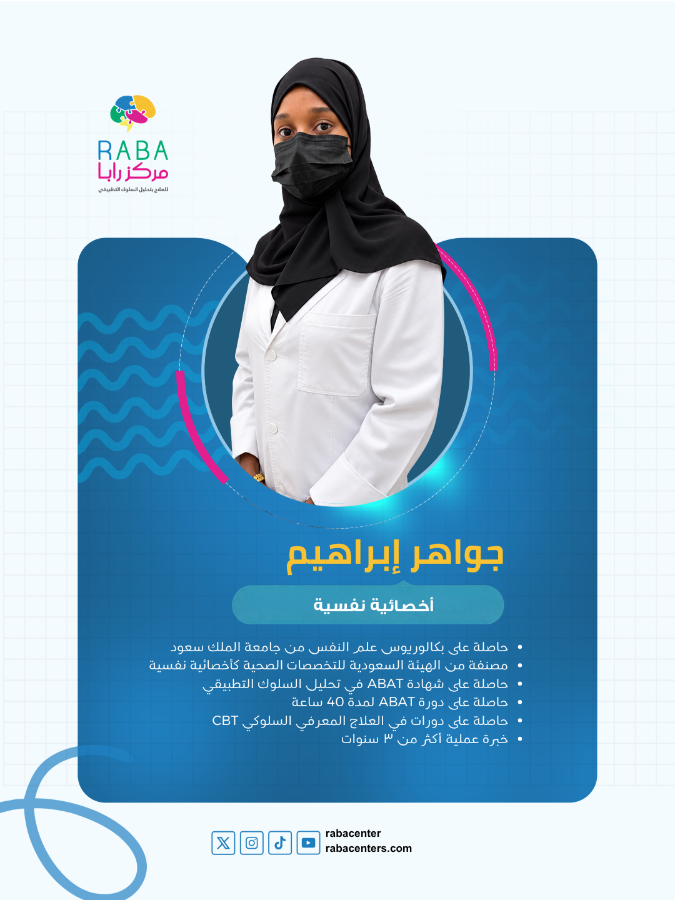 RABA
مركز رابا
للعلاج بتحليل السلوك التطبيقي
جواهر إبراهيم
أخصائية نفسية
• حاصلة على بكالوريوس علم النفس من جامعة الملك سعود
• مصنفة من الهيئة السعودية للتخصصات الصحية كأخصائية نفسية
• حاصلة على شهادة ABAT في تحليل السلوك التطبيقي
• حاصلة على دورة ABAT لمدة 40 ساعة
• حاصلة على دورات في العلاج المعرفي السلوكي CBT
• خبرة عملية أكثر من ٣ سنوات
rabacenter
rabacenters.com